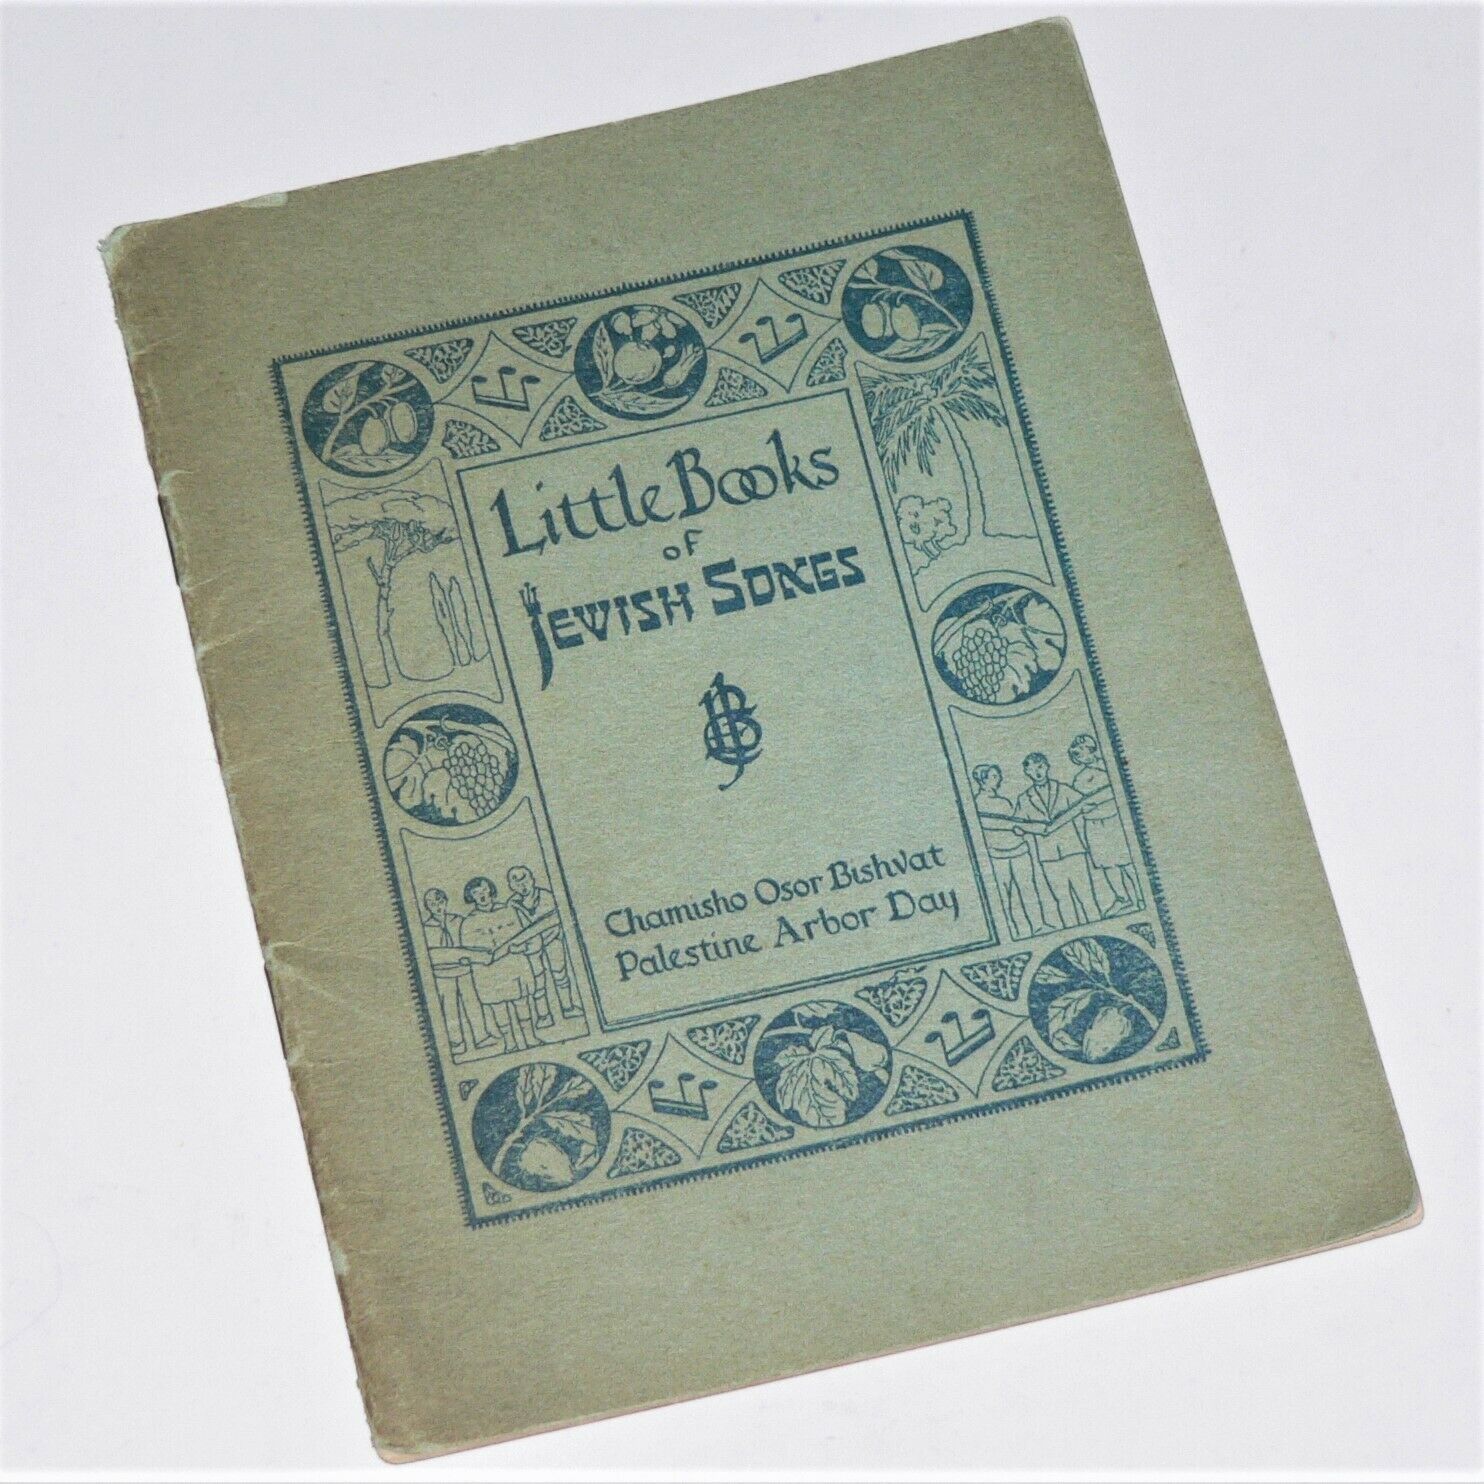 Little Books
of
Jewish Songs
Chamisho Osor Bishvat
Palestine Arbor Day